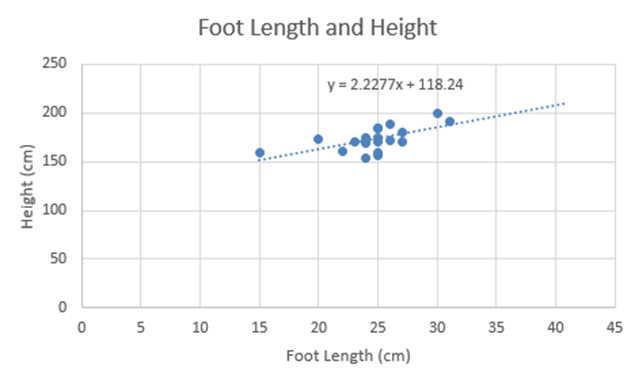 Foot Length and Height
y = 2.2277x + 118.24
250
200
150
100
50
0
0 5 10 15 20 25 30 35 40 45
Height (cm)
Foot Length (cm)